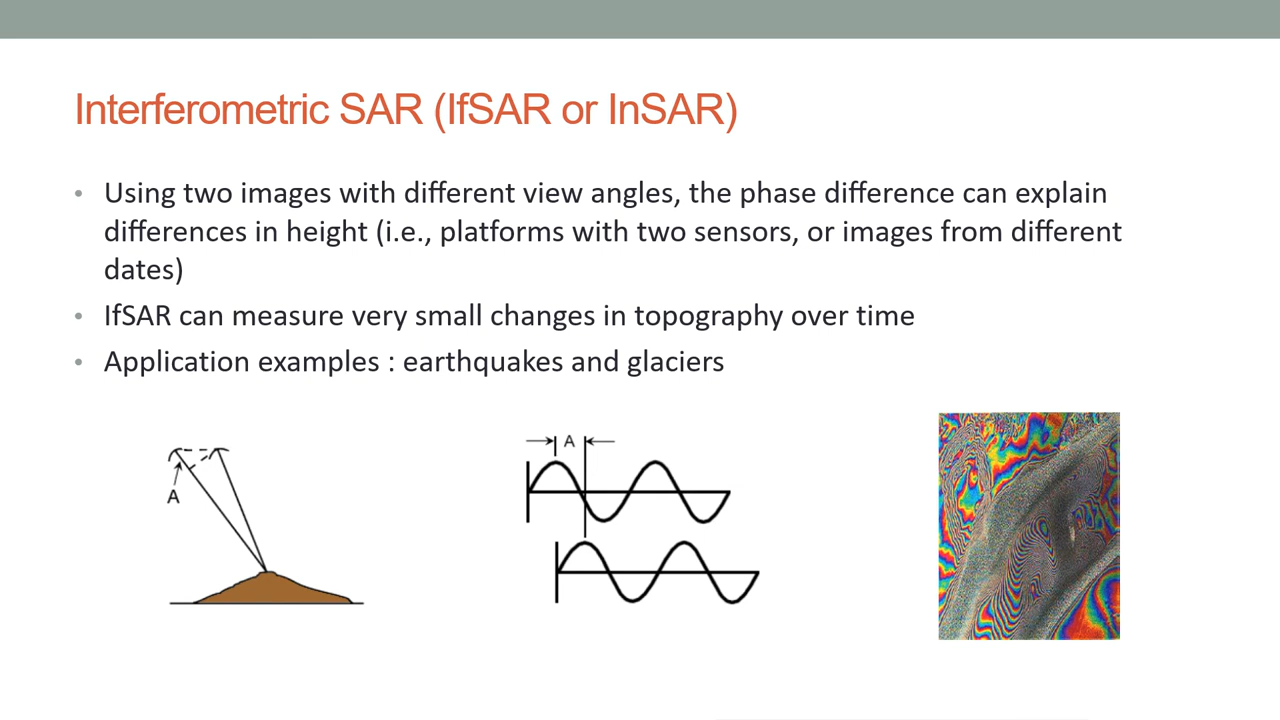 Interferometric SAR (IfSAR or InSAR)
• Using two images with different view angles, the phase difference can explain
differences in height (i.e., platforms with two sensors, or images from different
dates)
• IfSAR can measure very small changes in topography over time
• Application examples : earthquakes and glaciers
A
A